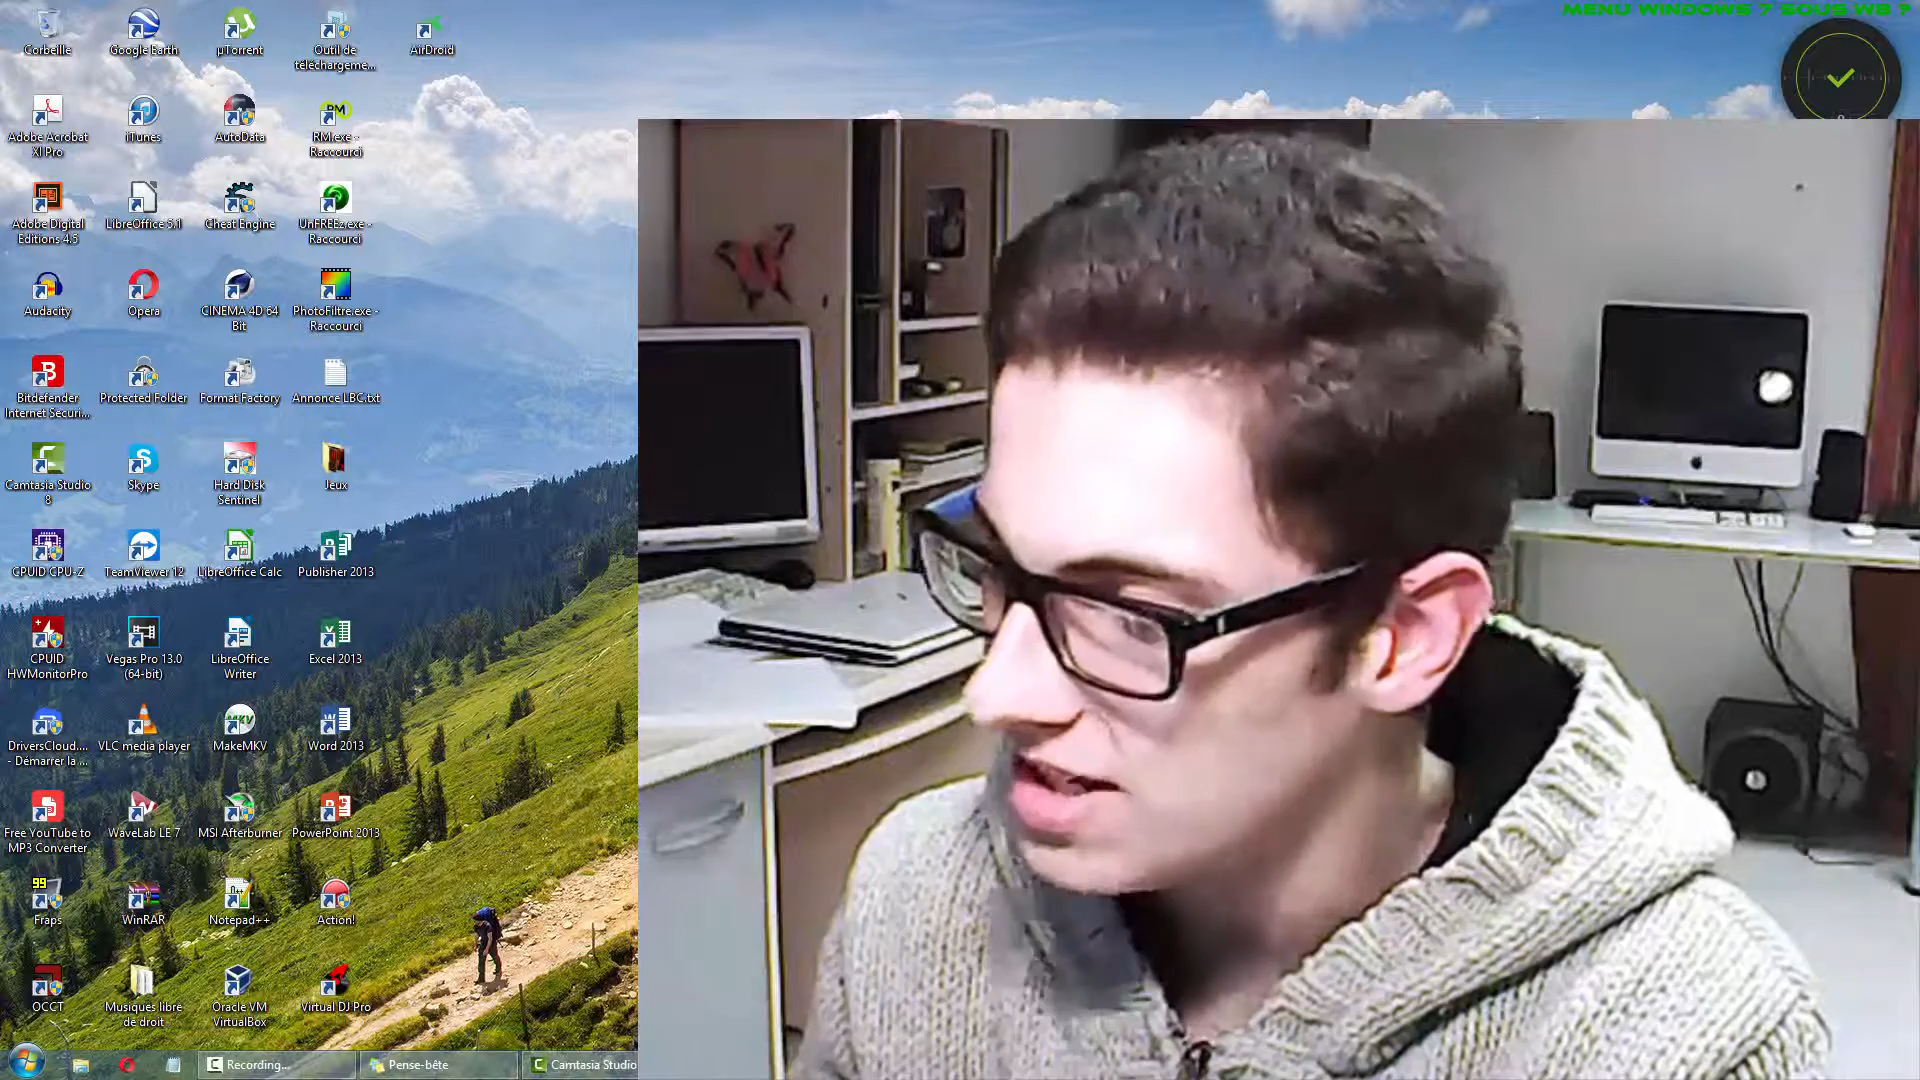 MENU WINDOWS 7 SOUS W8 ?
Corbeille
Google Earth
µTorrent
Outil de
téléchargeme...
AirDroid
Adobe Acrobat
XI Pro
iTunes
AutoData
RM.exe -
Raccourci
Adobe Digital
Editions 4.5
LibreOffice 5.1
Cheat Engine
UnFREEz.exe -
Raccourci
Audacity
Opera
CINEMA 4D 64
Bit
PhotoFiltre.exe -
Raccourci
Bitdefender
Internet Securi...
Protected Folder
Format Factory
Annonce LBC.txt
Camtasia Studio
8
Skype
Hard Disk
Sentinel
Jeux
CPUID CPU-Z
TeamViewer 12
LibreOffice Calc
Publisher 2013
CPUID
HWMonitorPro
Vegas Pro 13.0
(64-bit)
LibreOffice
Writer
Excel 2013
DriversCloud....
- Démarrer la ...
VLC media player
MakeMKV
Word 2013
Free YouTube to
MP3 Converter
WaveLab LE 7
MSI Afterburner
PowerPoint 2013
Fraps
WinRAR
Notepad++
Action!
OCCT
Musiques libre
de droit
Oracle VM
VirtualBox
Virtual DJ Pro
Recording...
Pense-bête
Camtasia Studio